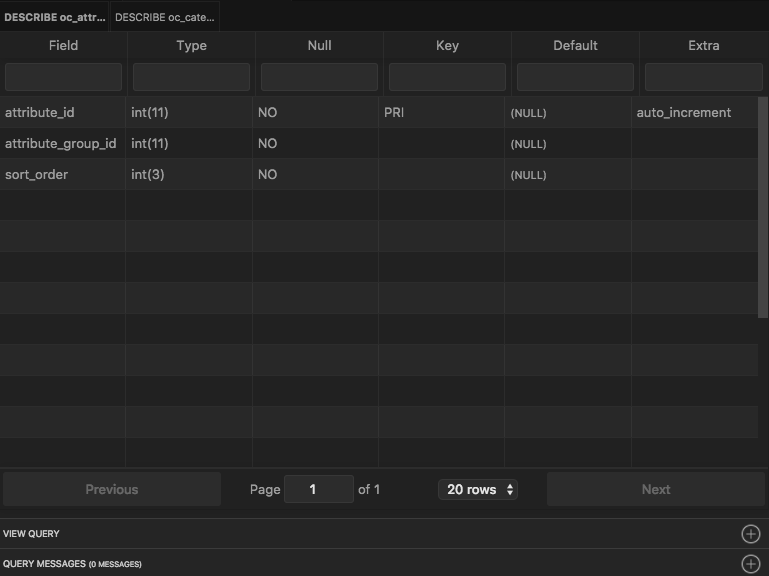 DESCRIBE oc_attr... DESCRIBE oc_cate...
Field Type Null Key Default Extra
attribute_id int(11) NO PRI (NULL) auto_increment
attribute_group_id int(11) NO (NULL)
sort_order int(3) NO (NULL)
Previous Page 1 of 1 20 rows Next
VIEW QUERY
QUERY MESSAGES (0 MESSAGES)